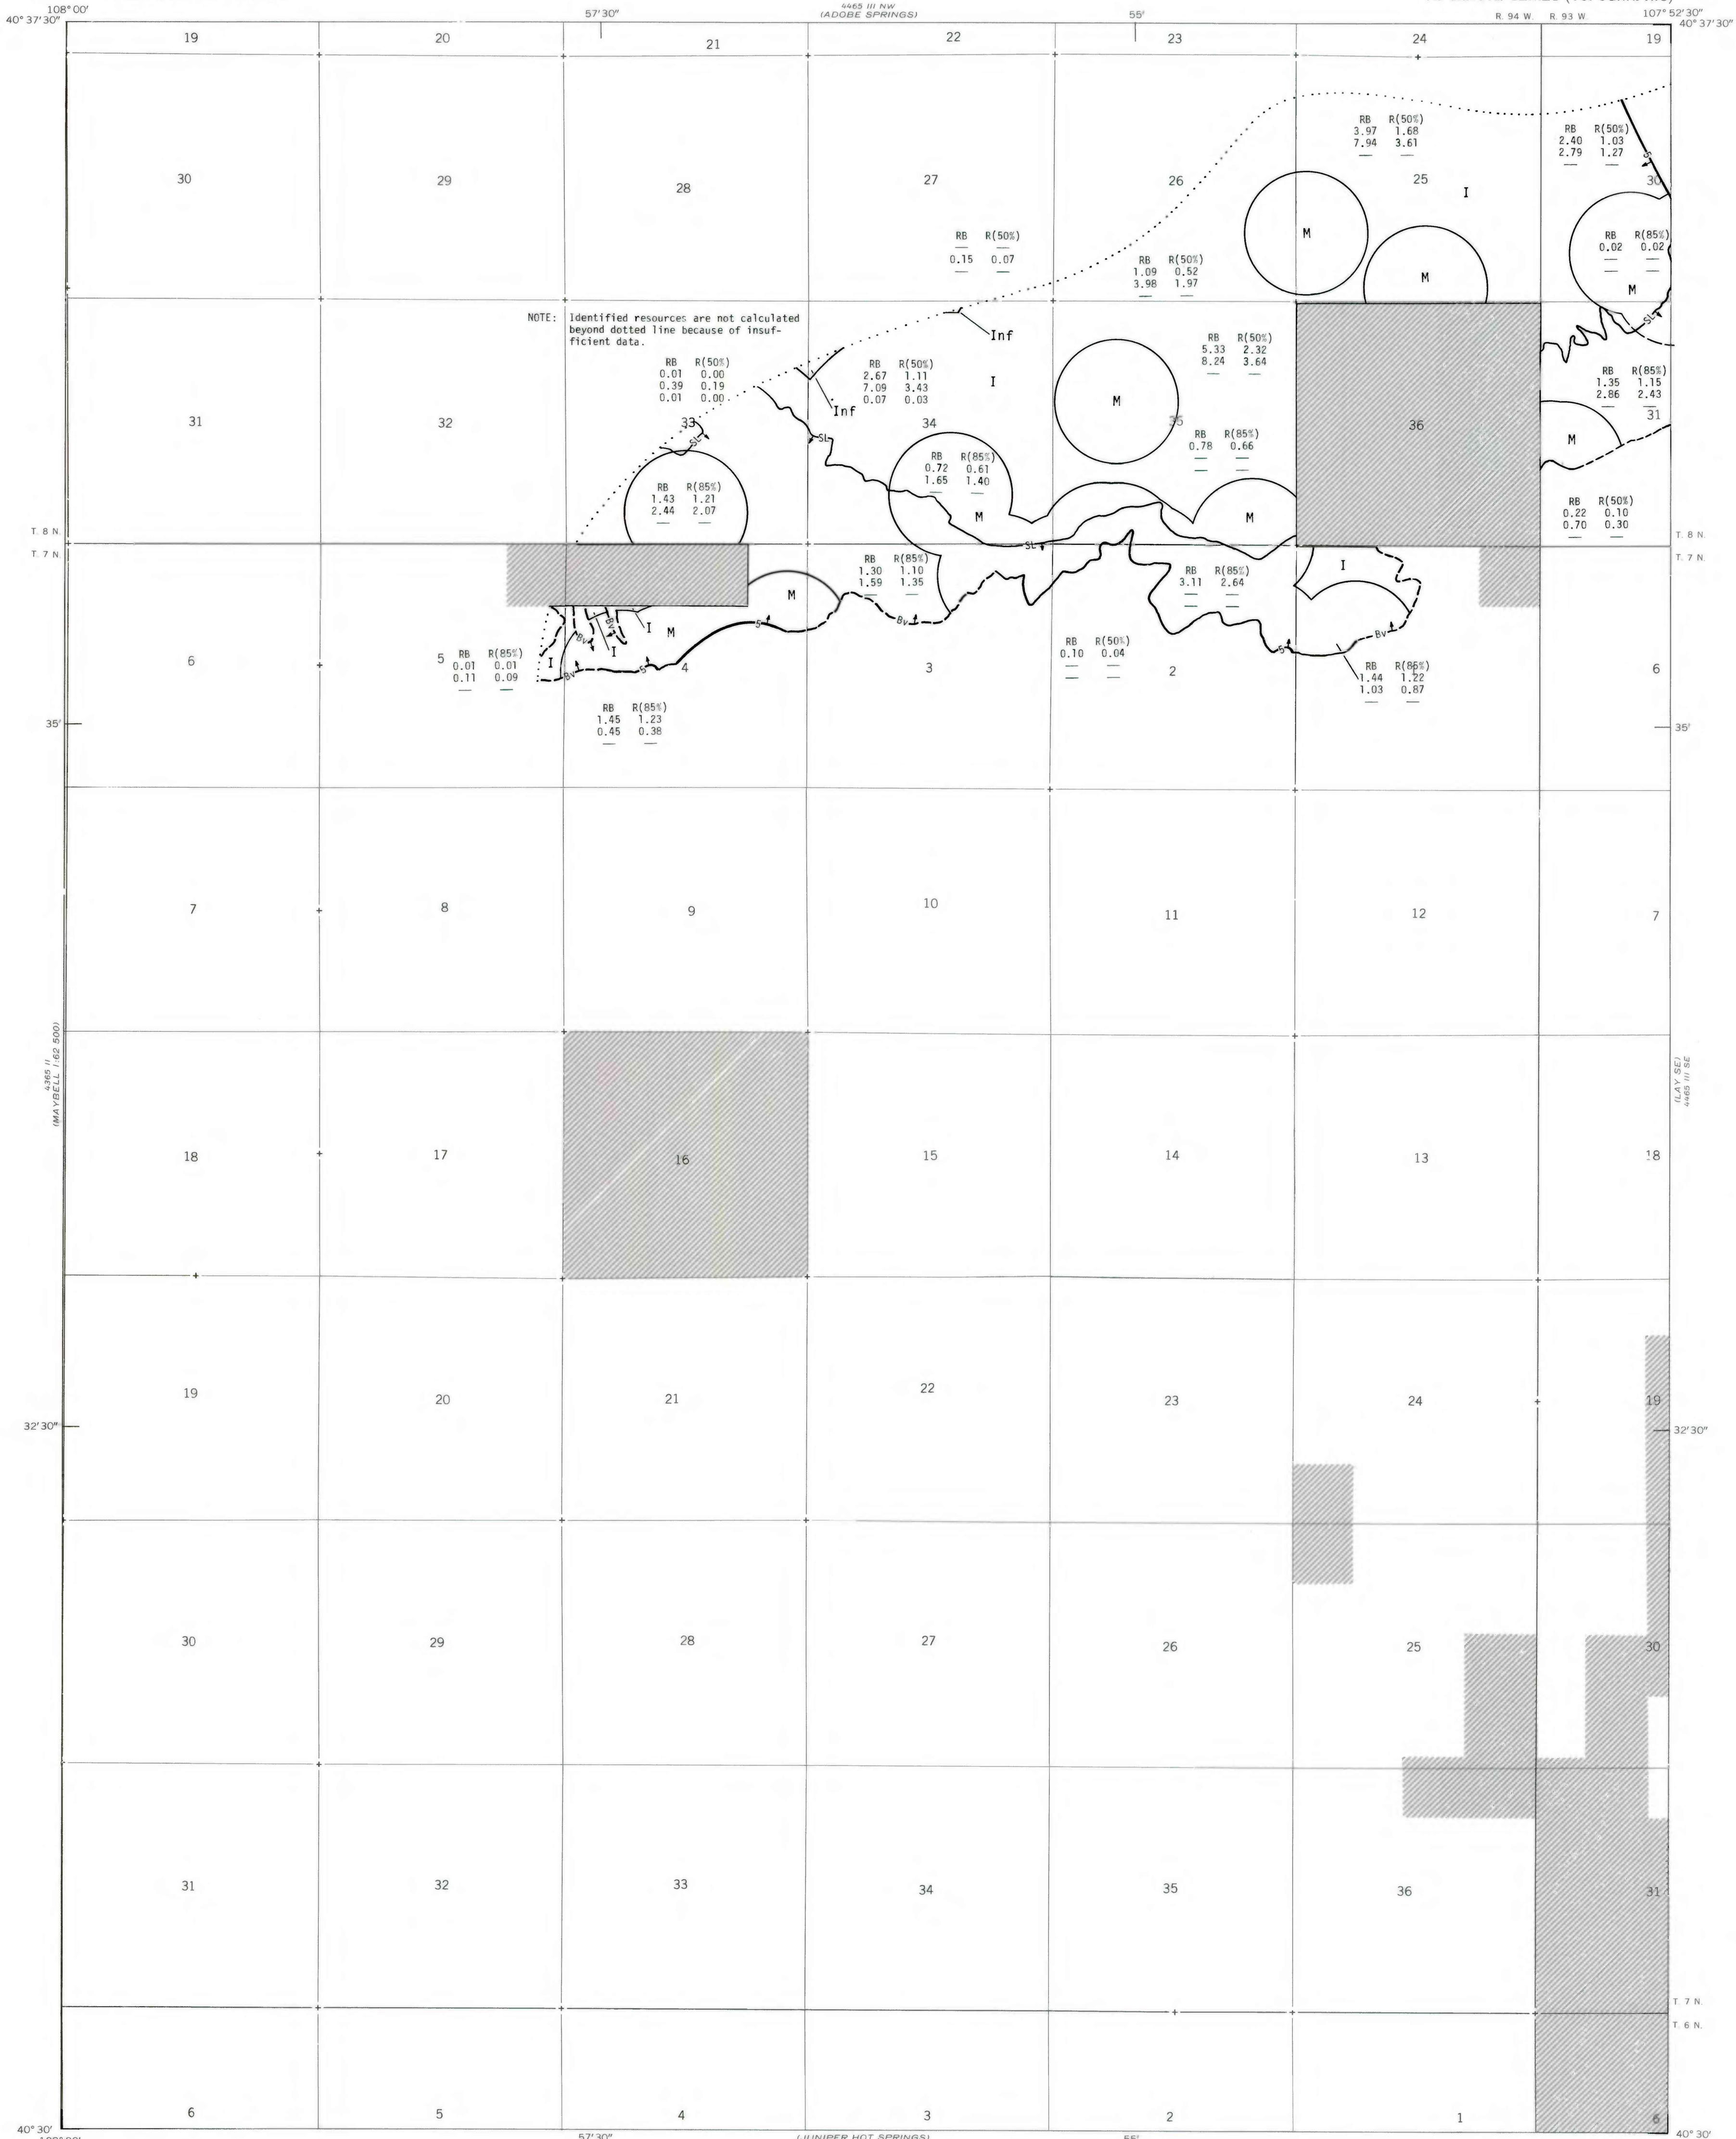 4465 III NW
108°00' 57'30" (ADOBE SPRINGS) 55' R. 94 W. R. 93 W. 107°52'30"
40°37'30" 40°37'30"
19 20 21 22 23 24 19
RB R(50%)
3.97 1.68
7.94 3.61
— —
RB R(50%)
2.40 1.03
2.79 1.27
— —
5
30 29 28 27 26 25 30
I
M
M
RB R(50%)
— —
0.15 0.07
— —
RB R(50%)
1.09 0.52
3.98 1.97
— —
RB R(85%)
0.02 0.02
— —
— —
M
SL
NOTE: Identified resources are not calculated
beyond dotted line because of insuf-
ficient data.
Inf
RB R(50%)
0.01 0.00
0.39 0.19
0.01 0.00
RB R(50%)
2.67 1.11
7.09 3.43
0.07 0.03
I
Inf
RB R(50%)
5.33 2.32
8.24 3.64
— —
M
RB R(85%)
1.35 1.15
2.86 2.43
— —
31 32 33 34 35 36 31
SL
SL
M
RB R(85%)
0.78 0.66
— —
— —
RB R(85%)
0.72 0.61
1.65 1.40
— —
M
M
RB R(85%)
1.43 1.21
2.44 2.07
— —
RB R(50%)
0.22 0.10
0.70 0.30
— —
T. 8 N. SL T. 8 N.
T. 7 N. T. 7 N.
RB R(85%)
1.30 1.10
1.59 1.35
— —
RB R(85%)
3.11 2.64
— —
— —
I
M
Bv
Bv
Bv
I M
I
I
5
5
Bv
5
Bv
6 5 4 3 2 1 6
RB R(85%)
0.01 0.01
0.11 0.09
— —
RB R(50%)
0.10 0.04
— —
— —
RB R(85%)
1.44 1.22
1.03 0.87
— —
RB R(85%)
1.45 1.23
0.45 0.38
— —
35' 35'
7 8 9 10 11 12 7
4365 II
(MAYBELL 1:62 500)
(LAY SE)
4465 III SE
18 17 16 15 14 13 18
19 20 21 22 23 24 19
32'30" 32'30"
30 29 28 27 26 25 30
31 32 33 34 35 36 31
T. 7 N.
T. 6 N.
6 5 4 3 2 1 6
40°30' 40°30'
57'30" (JUNIPER HOT SPRINGS) 55'